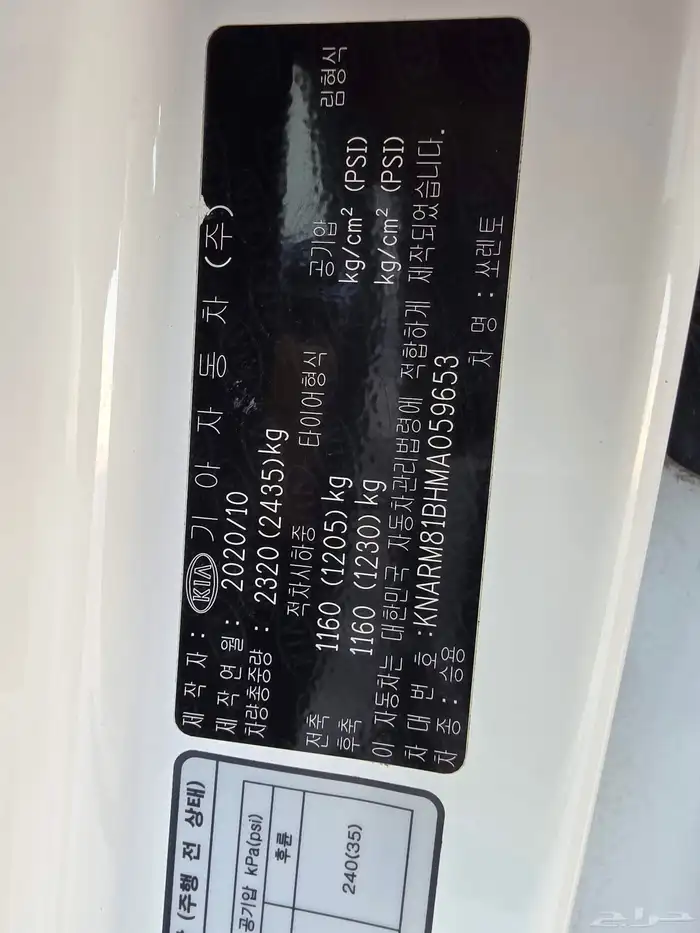 제 작 자 : KIA 기 아 자 동 차 (주)
제 작 연 월 : 2020/10
차량총중량 : 2320(2435)kg
적차시하중 타이어형식 공기압 림형식
전축 1160 (1205)kg kg/cm² (PSI)
후축 1160 (1230)kg kg/cm² (PSI)
이 자동차는 대한민국 자동차관리법령에 적합하게 제작되었습니다.
차 대 번 호 :KNARM81BHMA059653
차 종 : 승용 차 명 : 쏘렌토
(주행 전 상태)
공기압 kPa(psi)
후륜
240(35)
حراج